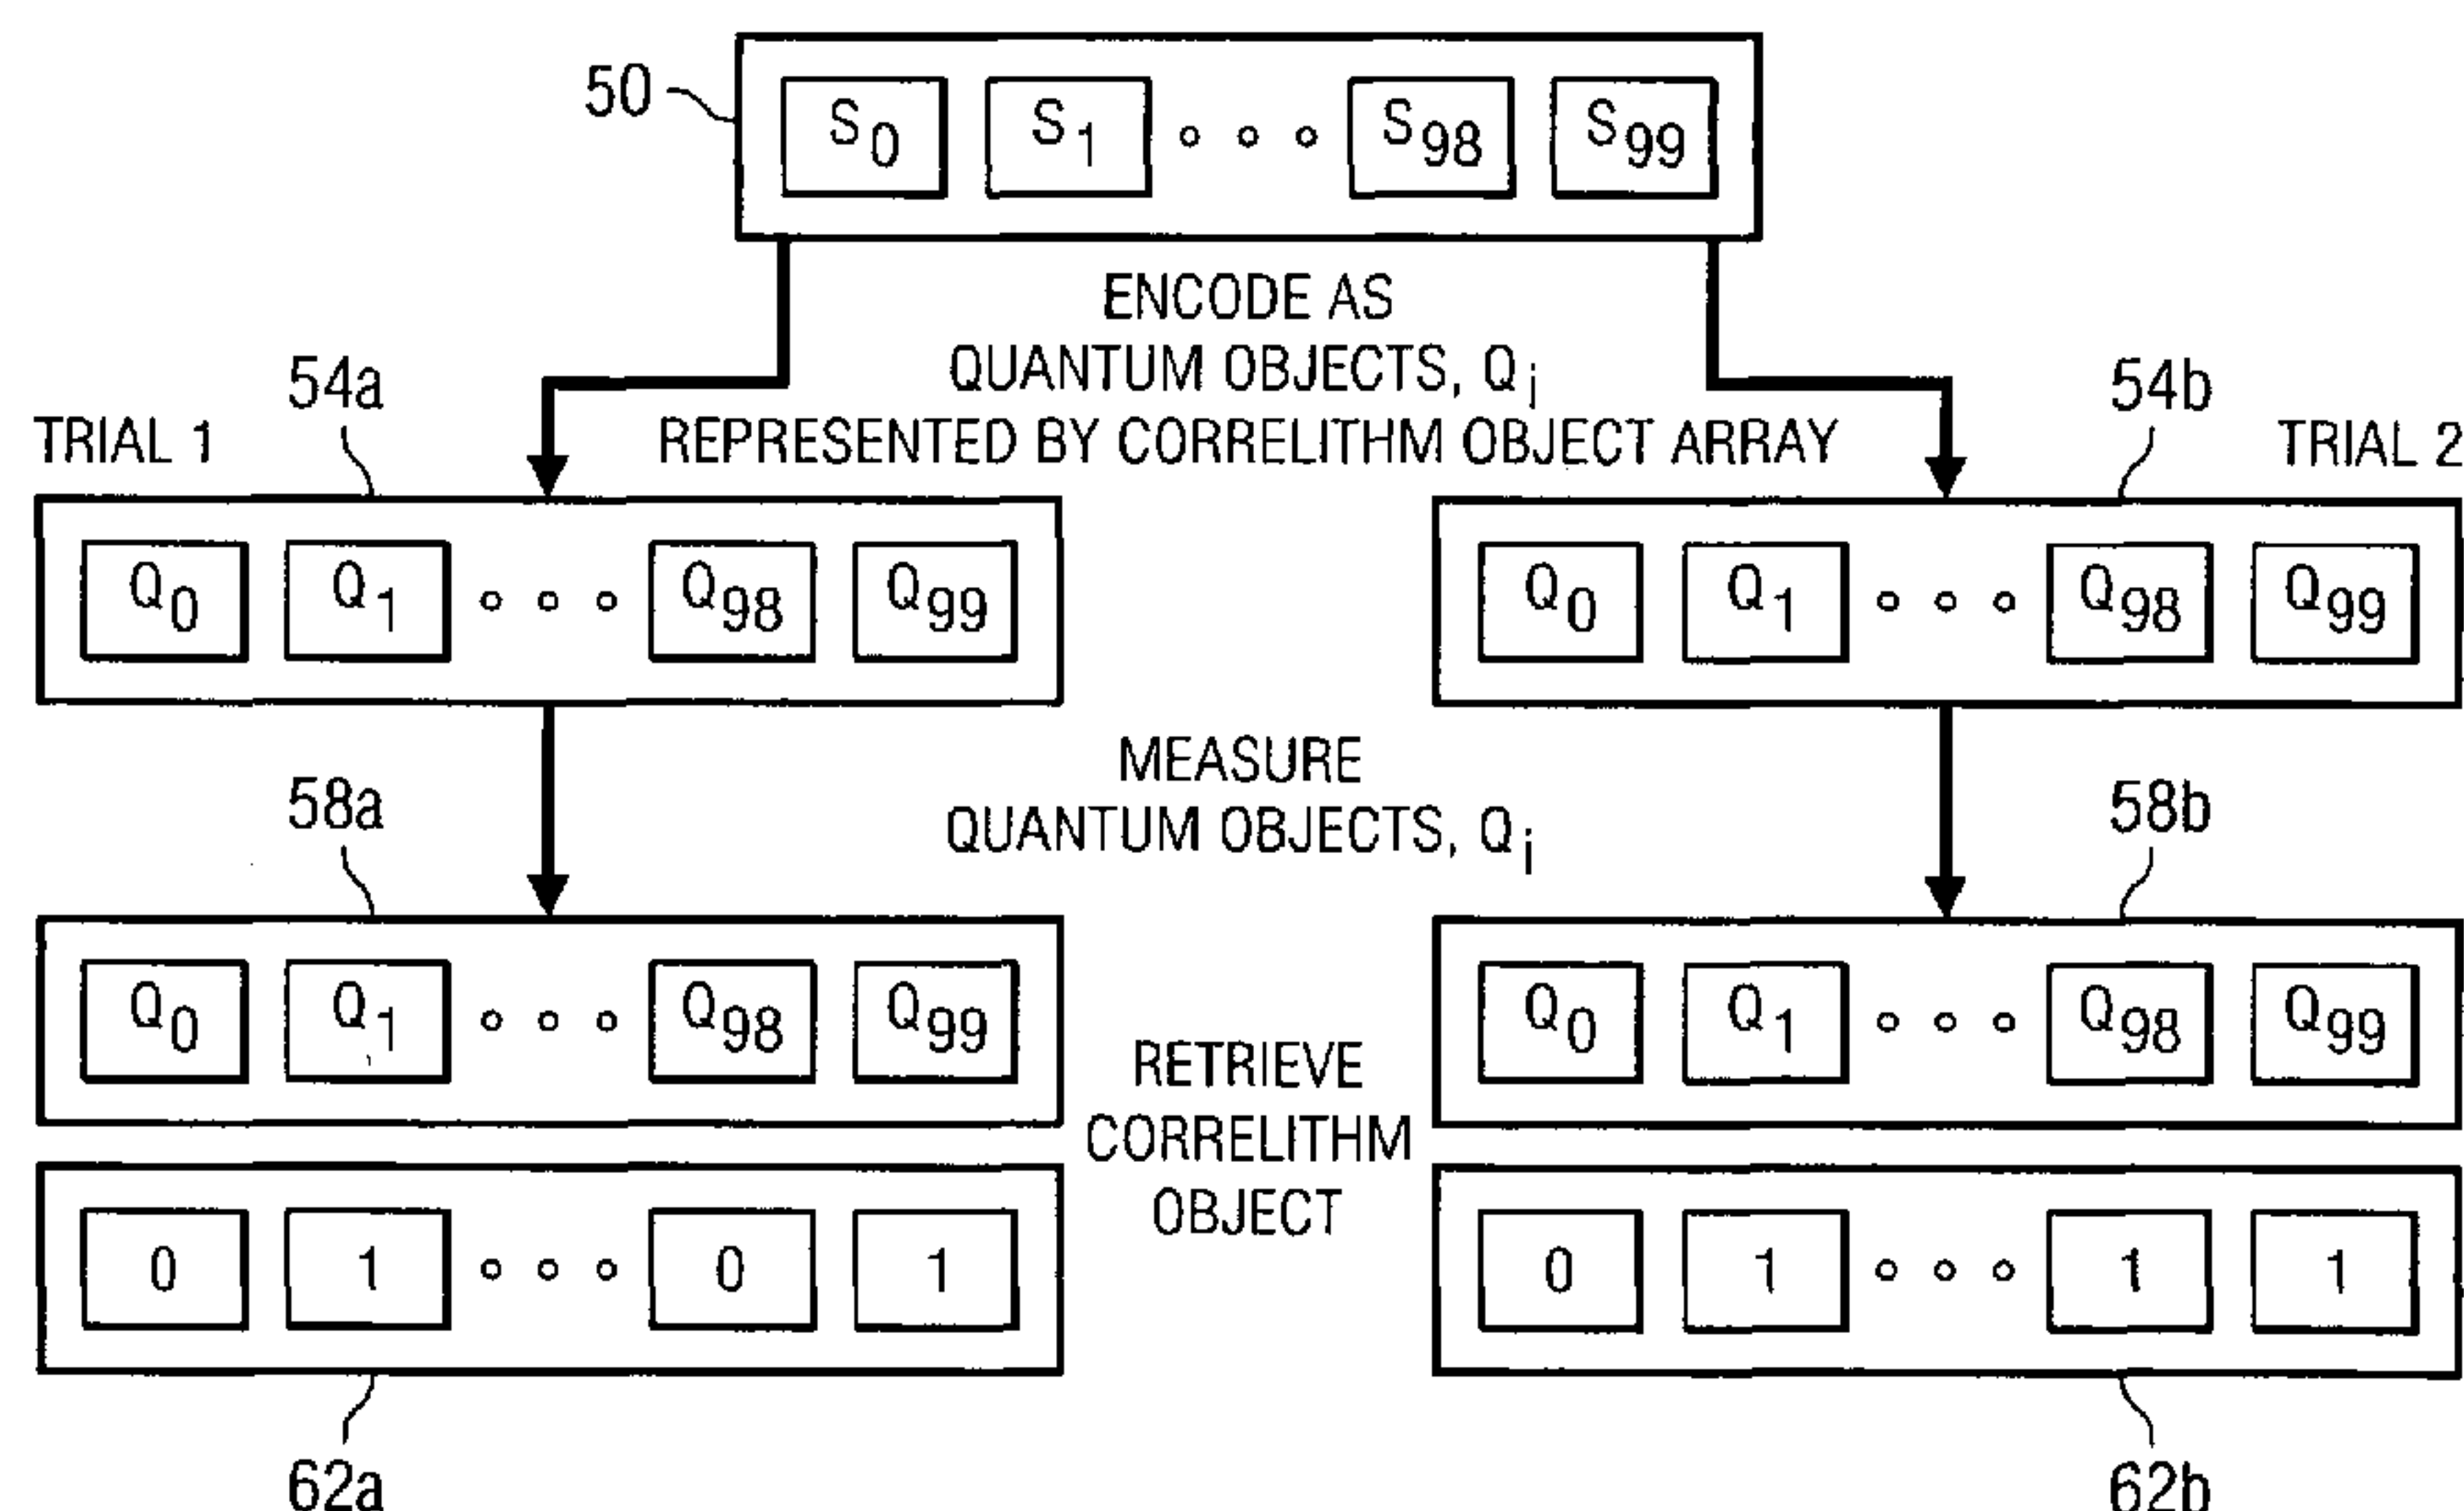 50
S0 S1 S98 S99
ENCODE AS
QUANTUM OBJECTS, Qi
REPRESENTED BY CORRELITHM OBJECT ARRAY
TRIAL 1
54a
54b
TRIAL 2
Q0 Q1 Q98 Q99
Q0 Q1 Q98 Q99
MEASURE
QUANTUM OBJECTS, Qi
58a
58b
Q0 Q1 Q98 Q99
Q0 Q1 Q98 Q99
RETRIEVE
CORRELITHM
OBJECT
0 1 0 1
0 1 1 1
62a
62b